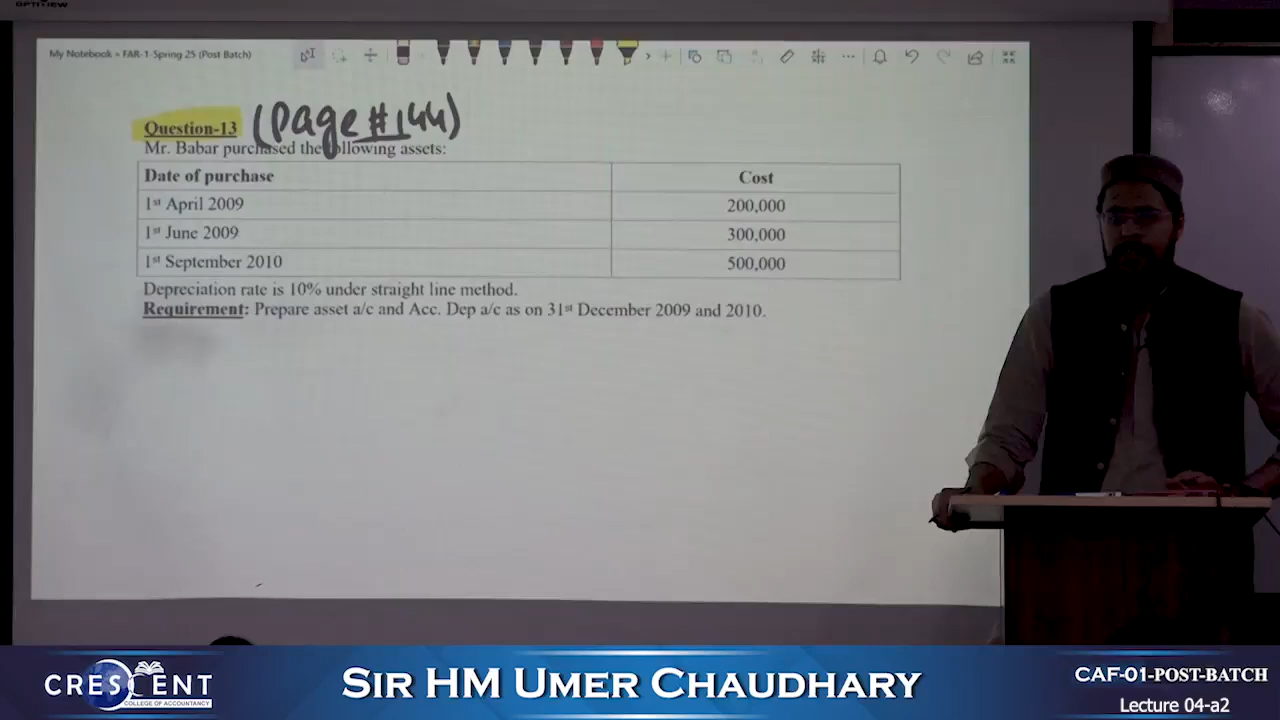 OPTIVIEW
My Notebook » FAR-1-Spring 25 (Post Batch)
Question-13 (Page #144)
Mr. Babar purchased the following assets:
Date of purchase Cost
1st April 2009 200,000
1st June 2009 300,000
1st September 2010 500,000
Depreciation rate is 10% under straight line method.
Requirement: Prepare asset a/c and Acc. Dep a/c as on 31st December 2009 and 2010.
CRESCENT
COLLEGE OF ACCOUNTANCY
SIR HM UMER CHAUDHARY
CAF-01-POST-BATCH
Lecture 04-a2